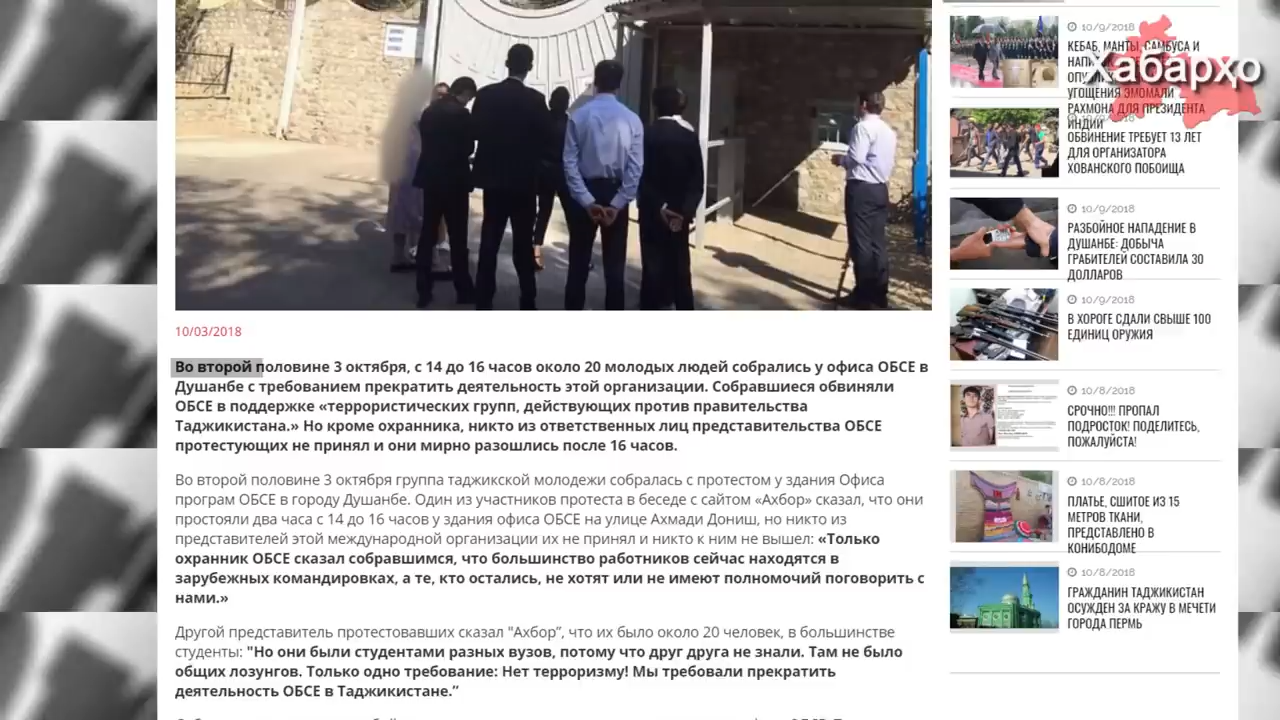 10/03/2018
Во второй половине 3 октября, с 14 до 16 часов около 20 молодых людей собрались у офиса ОБСЕ в
Душанбе с требованием прекратить деятельность этой организации. Собравшиеся обвиняли
ОБСЕ в поддержке «террористических групп, действующих против правительства
Таджикистана.» Но кроме охранника, никто из ответственных лиц представительства ОБСЕ
протестующих не принял и они мирно разошлись после 16 часов.
Во второй половине 3 октября группа таджикской молодежи собралась с протестом у здания Офиса
програм ОБСЕ в городу Душанбе. Один из участников протеста в беседе с сайтом «Ахбор» сказал, что они
простояли два часа с 14 до 16 часов у здания офиса ОБСЕ на улице Ахмади Дониш, но никто из
представителей этой международной организации их не принял и никто к ним не вышел: «Только
охранник ОБСЕ сказал собравшимся, что большинство работников сейчас находятся в
зарубежных командировках, а те, кто остались, не хотят или не имеют полномочий поговорить с
нами.»
Другой представитель протестовавших сказал "Ахбор”, что их было около 20 человек, в большинстве
студенты: "Но они были студентами разных вузов, потому что друг друга не знали. Там не было
общих лозунгов. Только одно требование: Нет терроризму! Мы требовали прекратить
деятельность ОБСЕ в Таджикистане.”
10/9/2018
КЕБАБ, МАНТЫ, САМБУСА И
УГОЩЕНИЯ ЭМОМАЛИ
РАХМОНА ДЛЯ ПРЕЗИДЕНТА
ИНДИИ
Хабарҳо
ОБВИНЕНИЕ ТРЕБУЕТ 13 ЛЕТ
ДЛЯ ОРГАНИЗАТОРА
ХОВАНСКОГО ПОБОИЩА
10/9/2018
РАЗБОЙНОЕ НАПАДЕНИЕ В
ДУШАНБЕ: ДОБЫЧА
ГРАБИТЕЛЕЙ СОСТАВИЛА 30
ДОЛЛАРОВ
10/9/2018
В ХОРОГЕ СДАЛИ СВЫШЕ 100
ЕДИНИЦ ОРУЖИЯ
10/8/2018
СРОЧНО!!! ПРОПАЛ
ПОДРОСТОК! ПОДЕЛИТЕСЬ,
ПОЖАЛУЙСТА!
10/8/2018
ПЛАТЬЕ, СШИТОЕ ИЗ 15
МЕТРОВ ТКАНИ,
ПРЕДСТАВЛЕНО В
КОНИБОДОМЕ
10/8/2018
ГРАЖДАНИН ТАДЖИКИСТАН
ОСУЖДЕН ЗА КРАЖУ В МЕЧЕТИ
ГОРОДА ПЕРМЬ